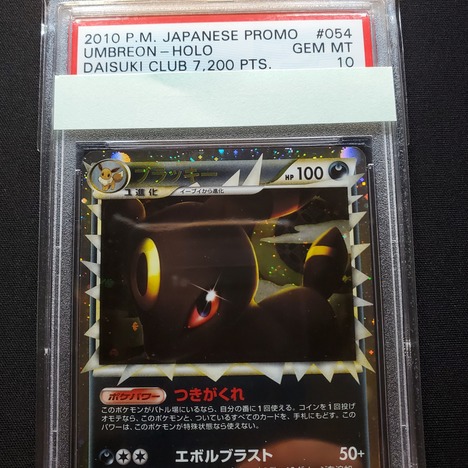 2010 P.M. JAPANESE PROMO #054
UMBREON - HOLO GEM MT
DAISUKI CLUB 7,200 PTS. 10
ブラッキー HP 100
1進化 イーブイから進化
ポケパワー つきがくれ
このポケモンがバトル場にいるなら、自分の番に1回使える。コインを1回投げ
オモテなら、このポケモンと、ついているすべてのカードを、手札にもどす。この
パワーは、このポケモンが特殊状態なら使えない。
エボルブラスト 50+